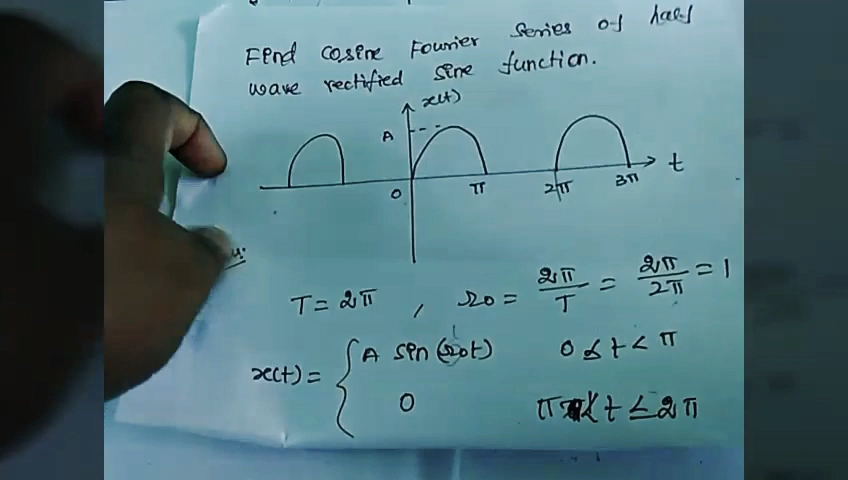 Find cosine Fourier series of half
wave rectified sine function.
x(t)
A
t
0 π 2π 3π
T = 2π , Ω0 = 2π/T = 2π/2π = 1
x(t) = { A sin(Ω0t) 0 ≤ t < π
0 π < t ≤ 2π